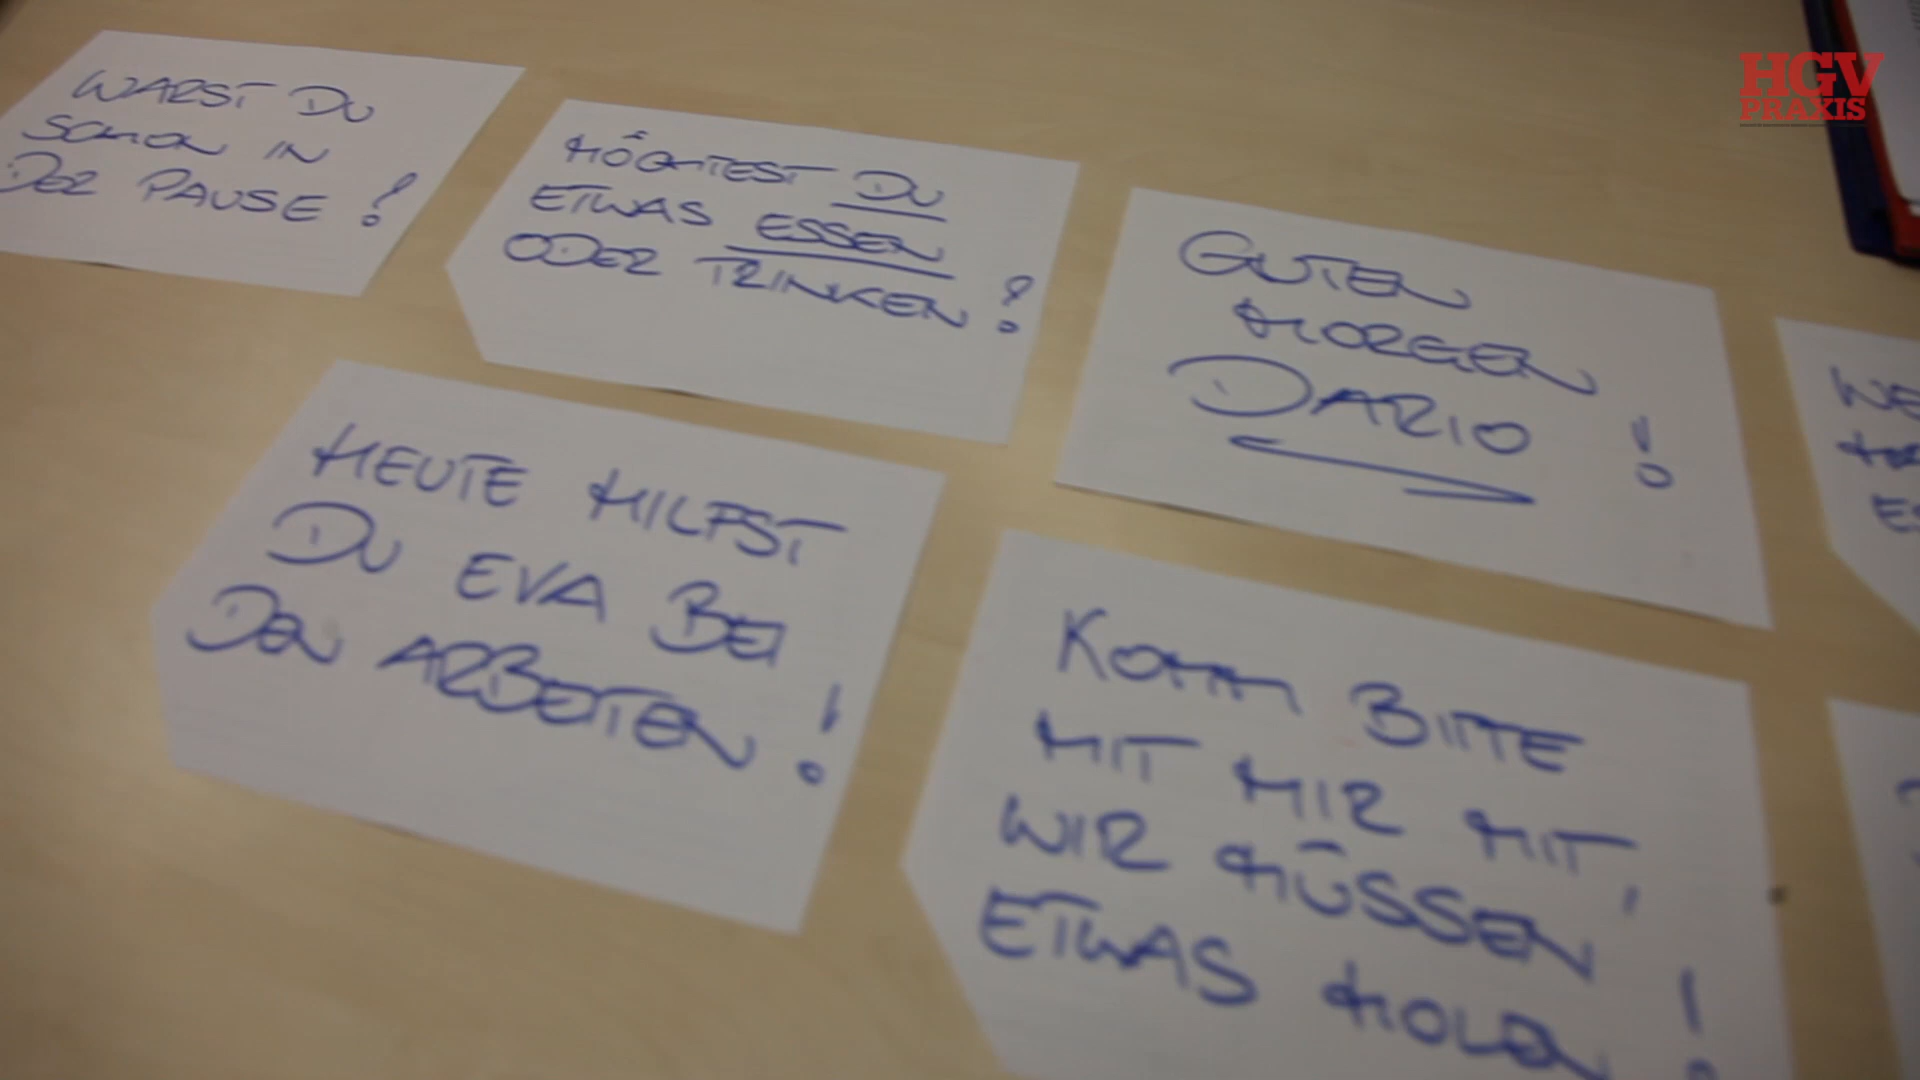 WARST DU
SCHON IN
DER PAUSE?
MÖCHTEST DU
ETWAS ESSEN
ODER TRINKEN?
GUTEN
MORGEN
DARIO!
HEUTE HILFST
DU EVA BEI
DEN ARBEITEN!
KOMM BITTE
MIT MIR MIT,
WIR MÜSSEN
ETWAS HOLEN!
HGV
PRAXIS